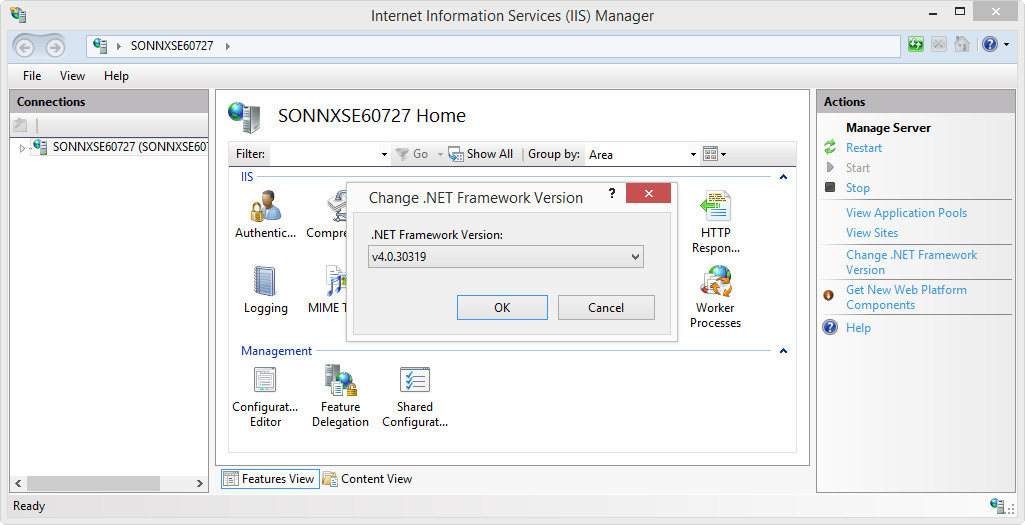 Internet Information Services (IIS) Manager
SONNXSE60727
File View Help
Connections
SONNXSE60727 (SONNXSE60
SONNXSE60727 Home
Filter: Go Show All Group by: Area
IIS
Authentic...
Compre
HTTP
Respon...
Logging
MIME T
Worker
Processes
Management
Configurat...
Editor
Feature
Delegation
Shared
Configurat...
Change .NET Framework Version
?
.NET Framework Version:
v4.0.30319
OK Cancel
Features View Content View
Actions
Manage Server
Restart
Start
Stop
View Application Pools
View Sites
Change .NET Framework
Version
Get New Web Platform
Components
Help
Ready